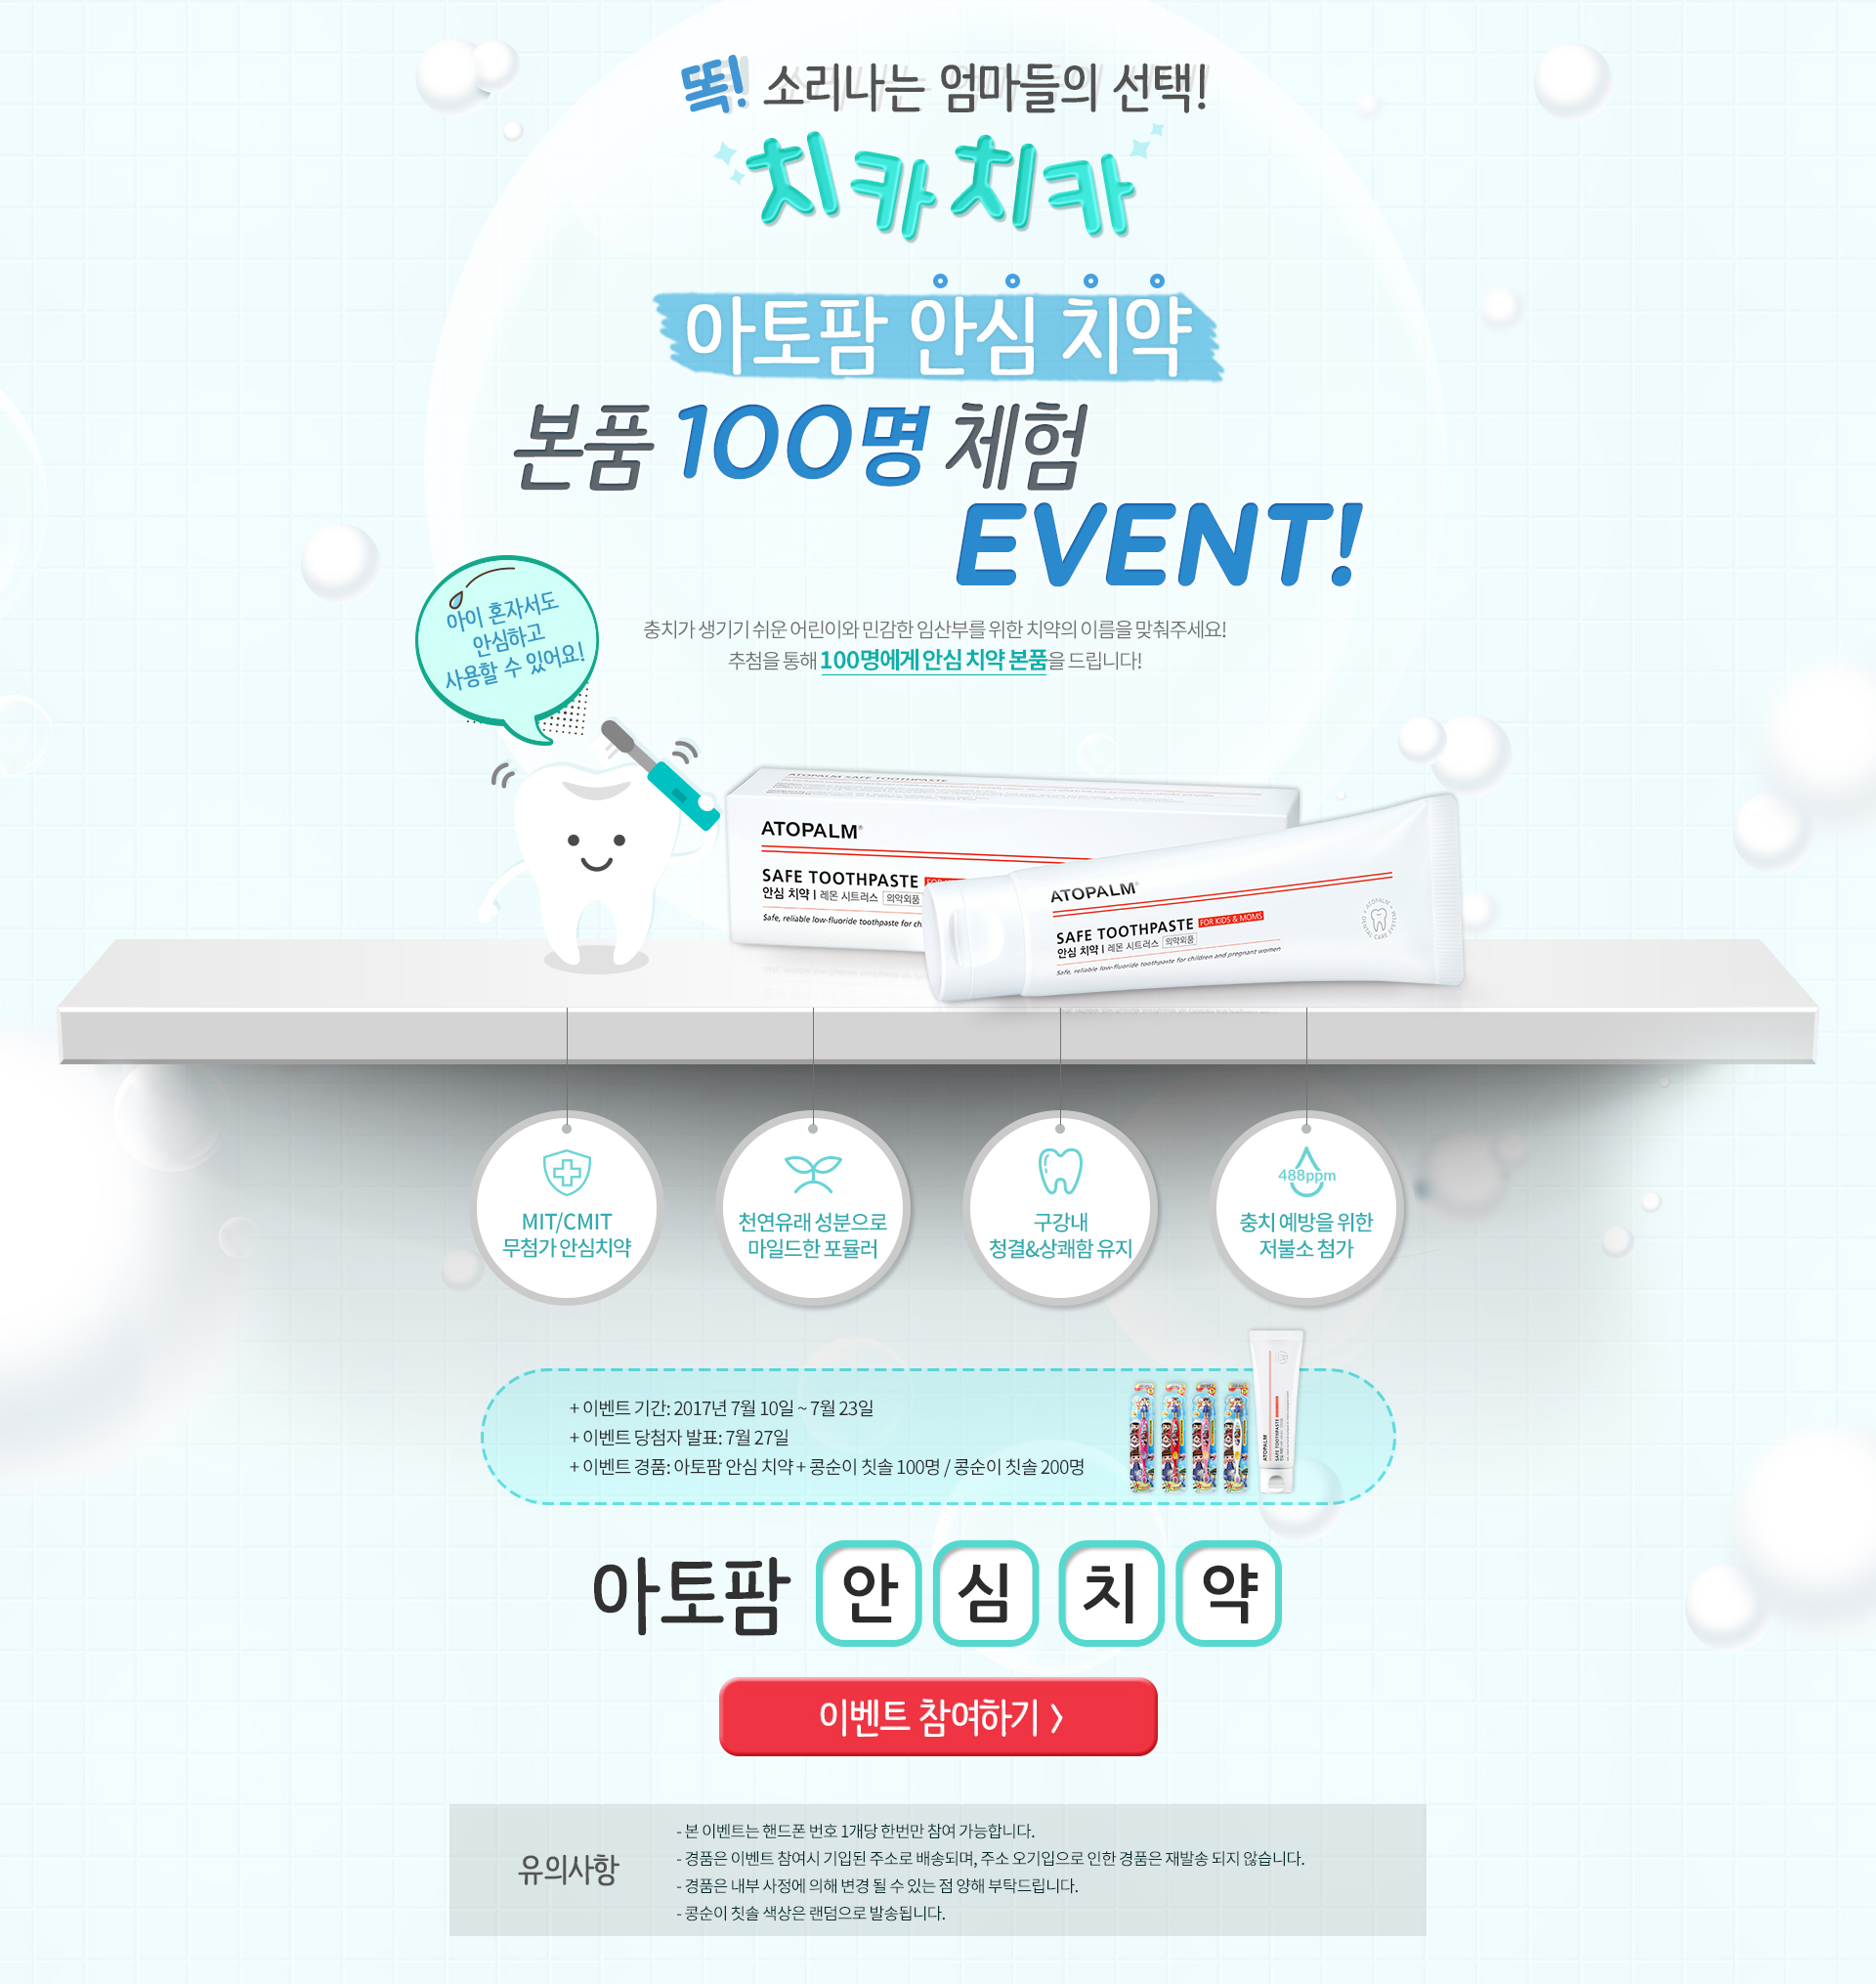 똑! 소리나는 엄마들의 선택!
치카치카
아토팜 안심 치약
본품 100명 체험
EVENT!
아이 혼자서도
안심하고
사용할 수 있어요!
충치가 생기기 쉬운 어린이와 민감한 임산부를 위한 치약의 이름을 맞춰주세요!
추첨을 통해 100명에게 안심 치약 본품을 드립니다!
ATOPALM SAFE TOOTHPASTE
ATOPALM®
SAFE TOOTHPASTE
안심 치약 | 레몬 시트러스 의약외품
Safe, reliable low-fluoride toothpaste for ch
ATOPALM®
SAFE TOOTHPASTE FOR KIDS & MOMS
안심 치약 | 레몬 시트러스 의약외품
Safe, reliable low-fluoride toothpaste for children and pregnant women
ATOPALM DENTAL CARE SYSTEM
MIT/CMIT
무첨가 안심치약
천연유래 성분으로
마일드한 포뮬러
구강내
청결&상쾌함 유지
488ppm
충치 예방을 위한
저불소 첨가
+ 이벤트 기간: 2017년 7월 10일 ~ 7월 23일
+ 이벤트 당첨자 발표: 7월 27일
+ 이벤트 경품: 아토팜 안심 치약 + 콩순이 칫솔 100명 / 콩순이 칫솔 200명
ATOPALM
SAFE TOOTHPASTE
아토팜 안 심 치 약
이벤트 참여하기 >
유의사항
- 본 이벤트는 핸드폰 번호 1개당 한번만 참여 가능합니다.
- 경품은 이벤트 참여시 기입된 주소로 배송되며, 주소 오기입으로 인한 경품은 재발송 되지 않습니다.
- 경품은 내부 사정에 의해 변경 될 수 있는 점 양해 부탁드립니다.
- 콩순이 칫솔 색상은 랜덤으로 발송됩니다.